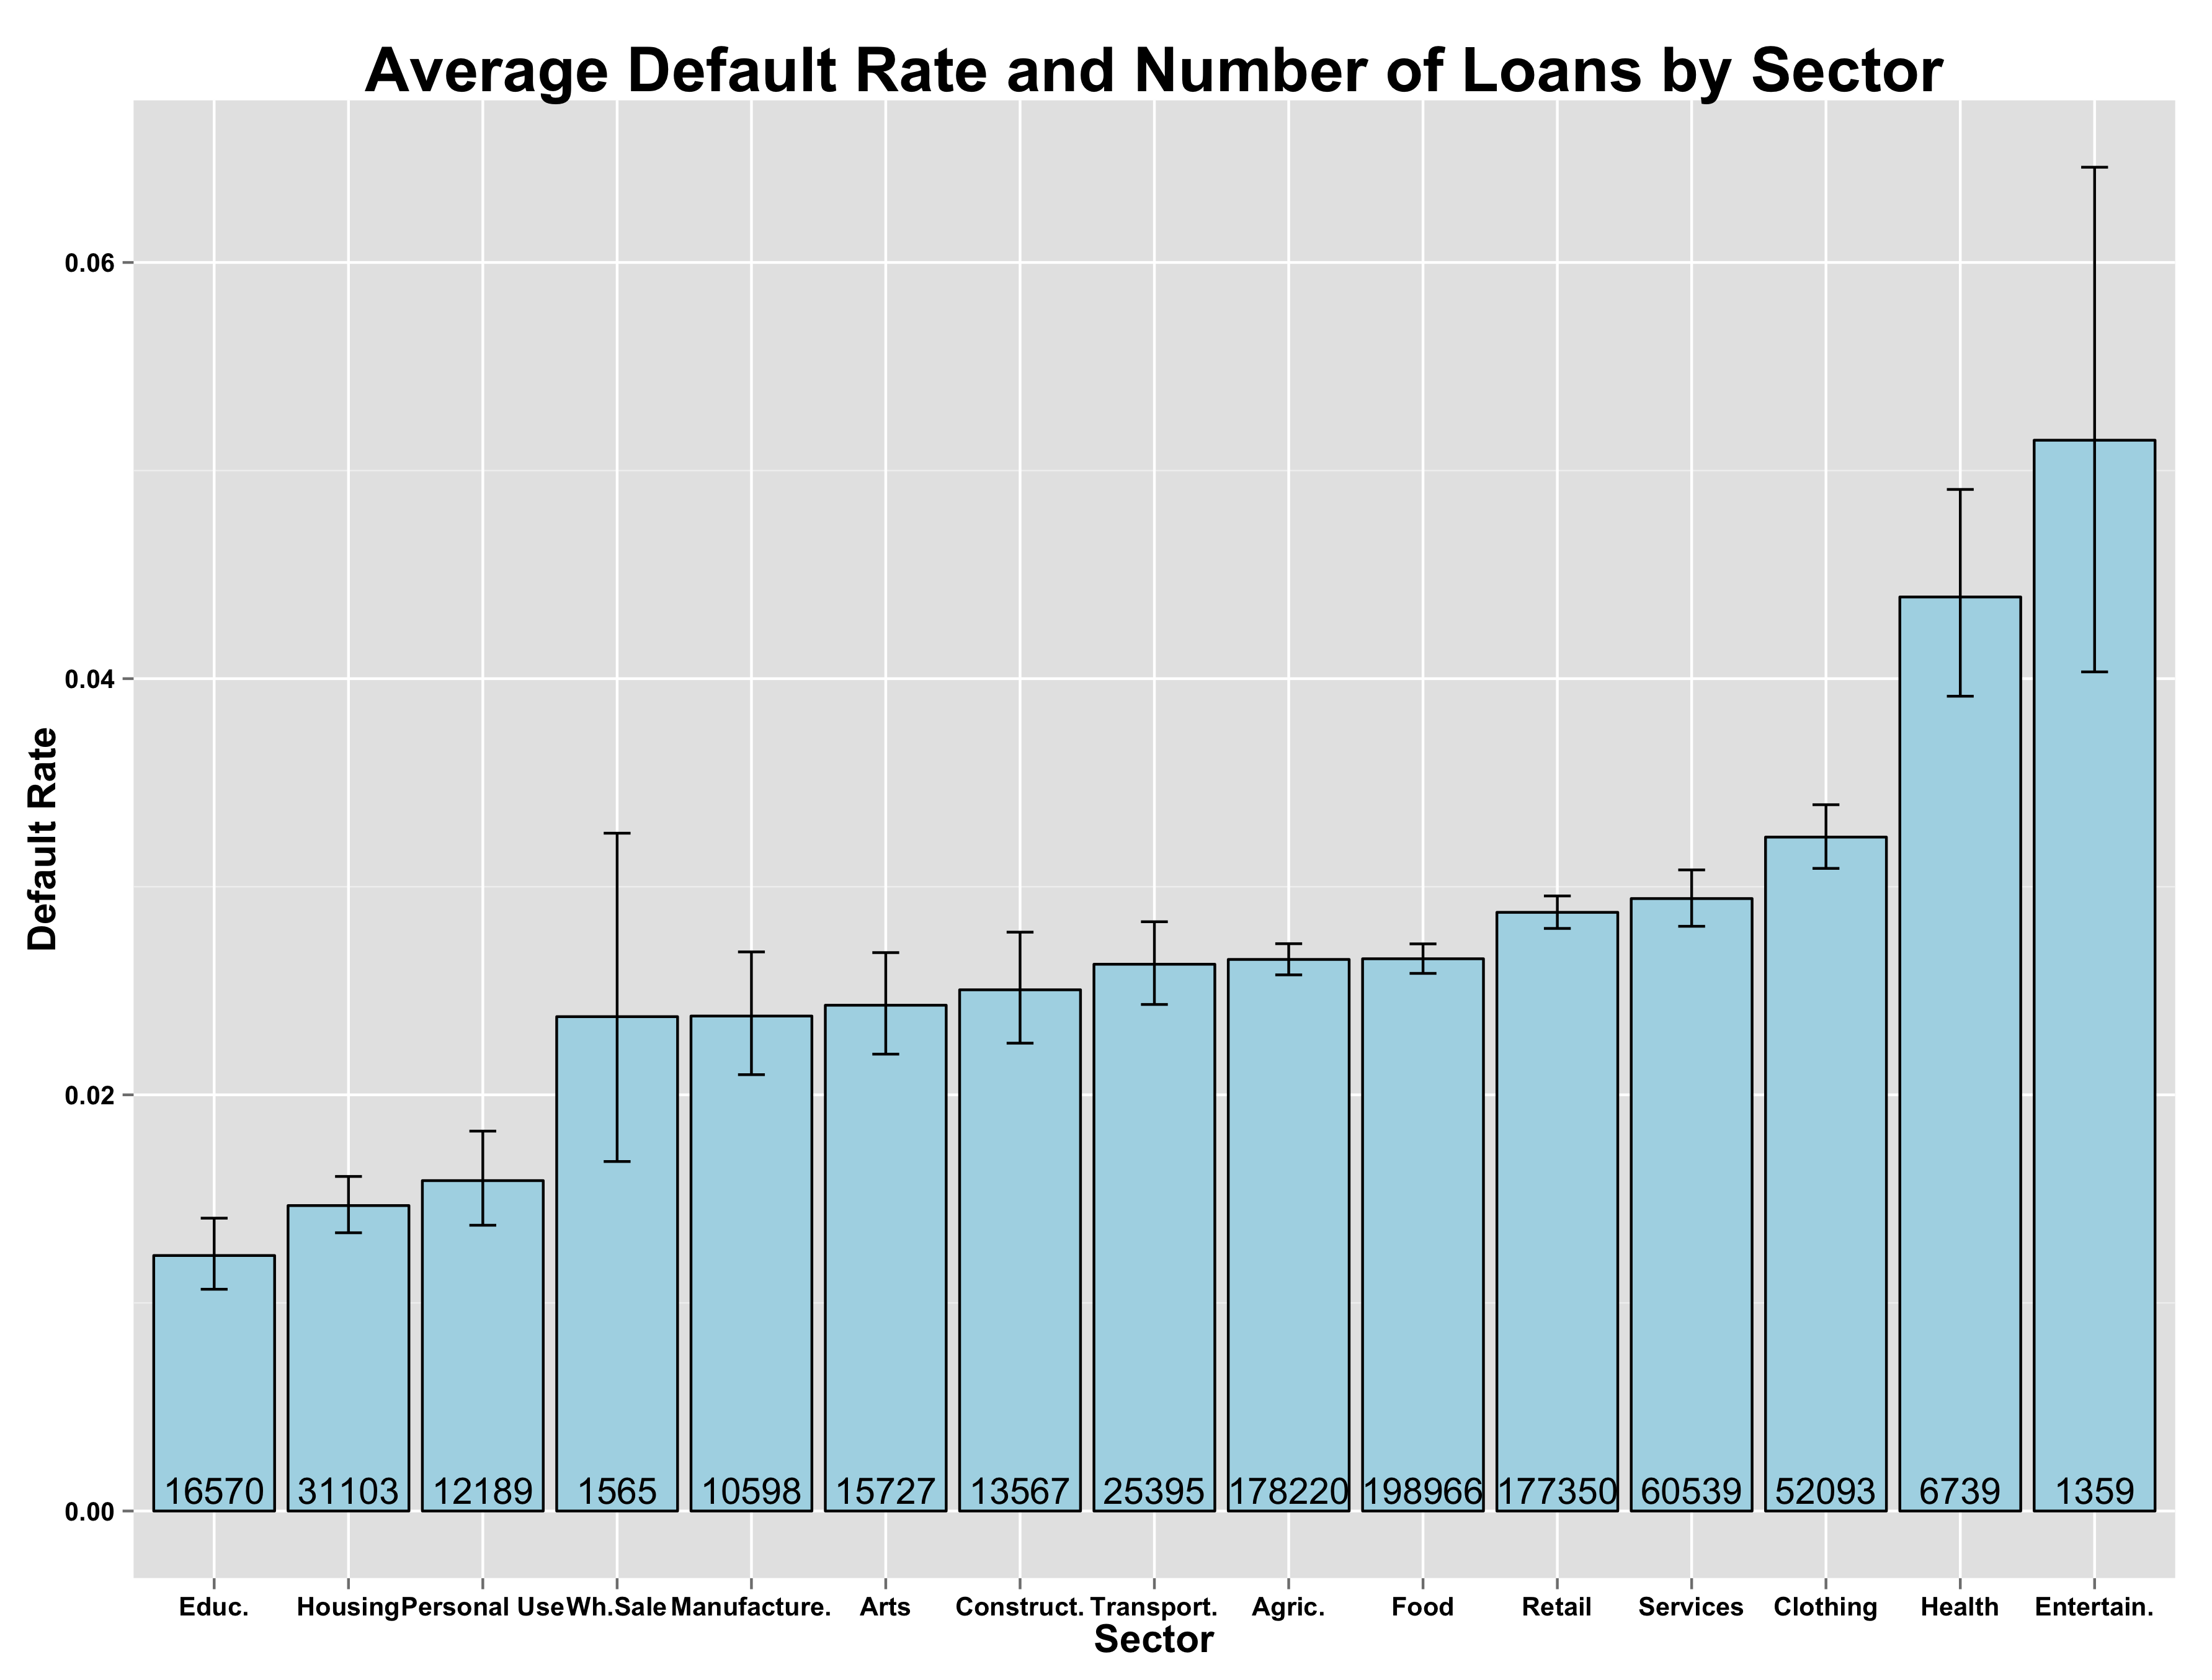 Average Default Rate and Number of Loans by Sector
Default Rate
0.06
0.04
0.02
0.00
16570 31103 12189 1565 10598 15727 13567 25395 178220 198966 177350 60539 52093 6739 1359
Educ. Housing Personal Use Wh.Sale Manufacture. Arts Construct. Transport. Agric. Food Retail Services Clothing Health Entertain.
Sector